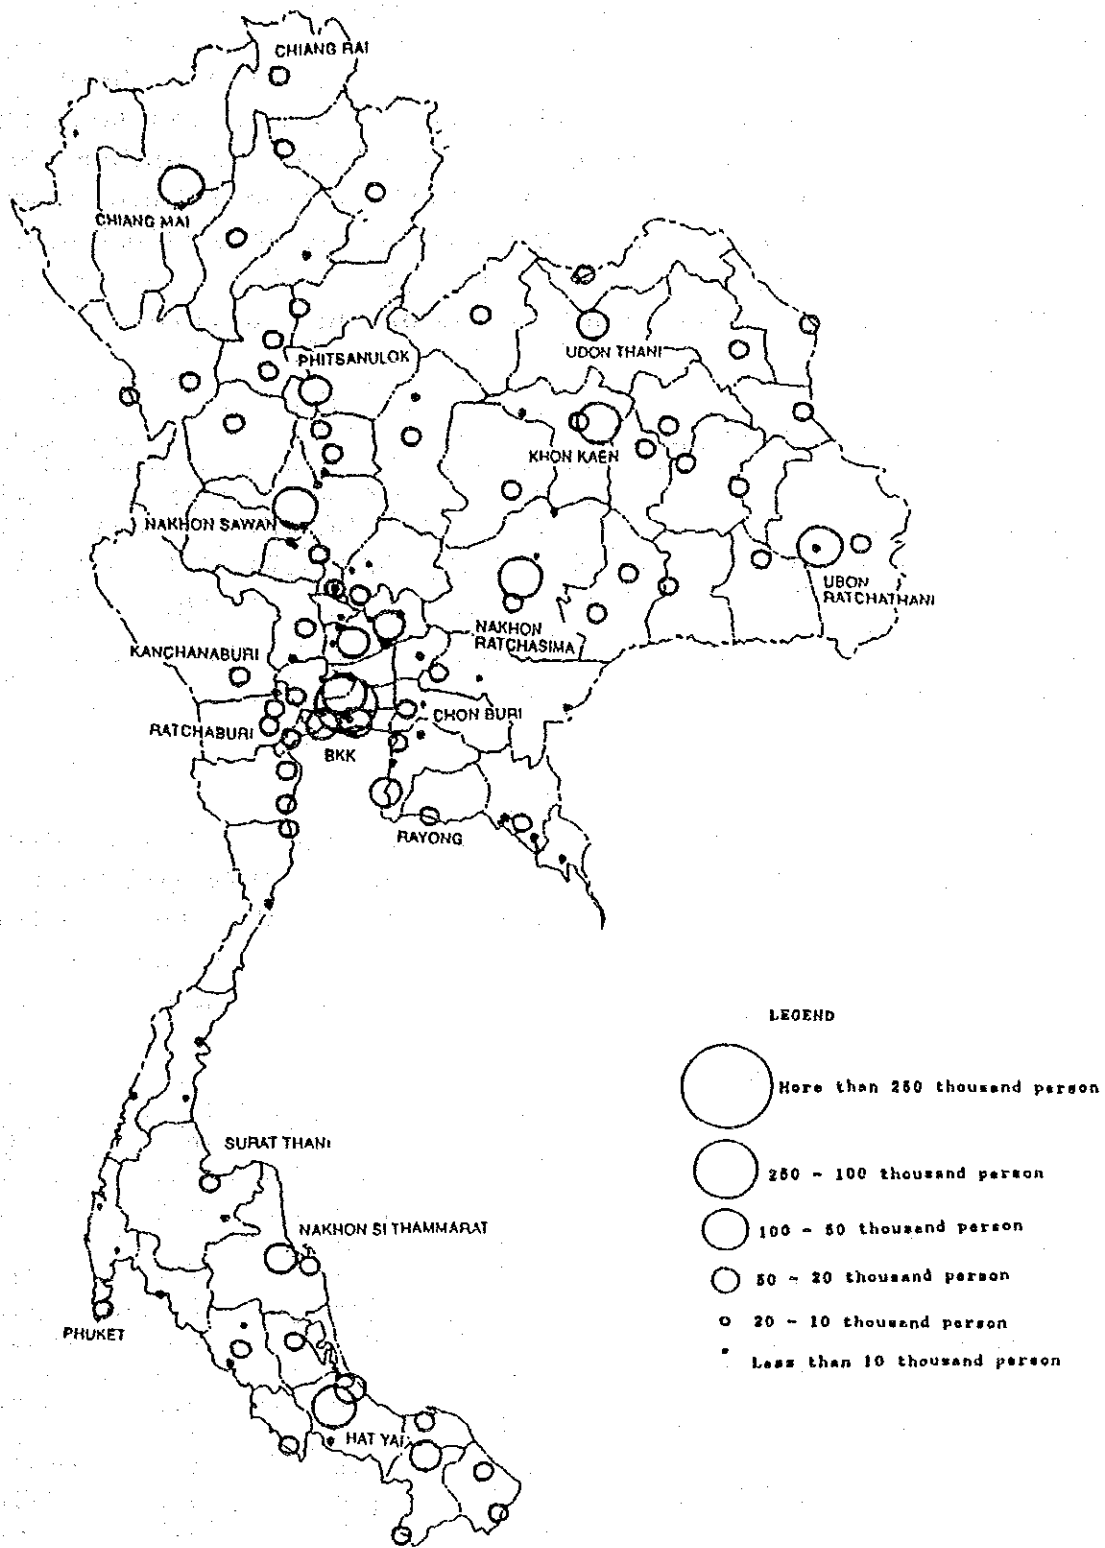 CHIANG RAI
CHIANG MAI
PHITSANULOK
UDON THANI
KHON KAEN
NAKHON SAWAN
UBON
RATCHATHANI
NAKHON
RATCHASIMA
KANCHANABURI
RATCHABURI
CHON BURI
BKK
RAYONG
LEGEND
More than 250 thousand person
SURAT THANI
250 - 100 thousand person
NAKHON SI THAMMARAT
100 - 50 thousand person
50 - 20 thousand person
20 - 10 thousand person
PHUKET
Less than 10 thousand person
HAT YAI